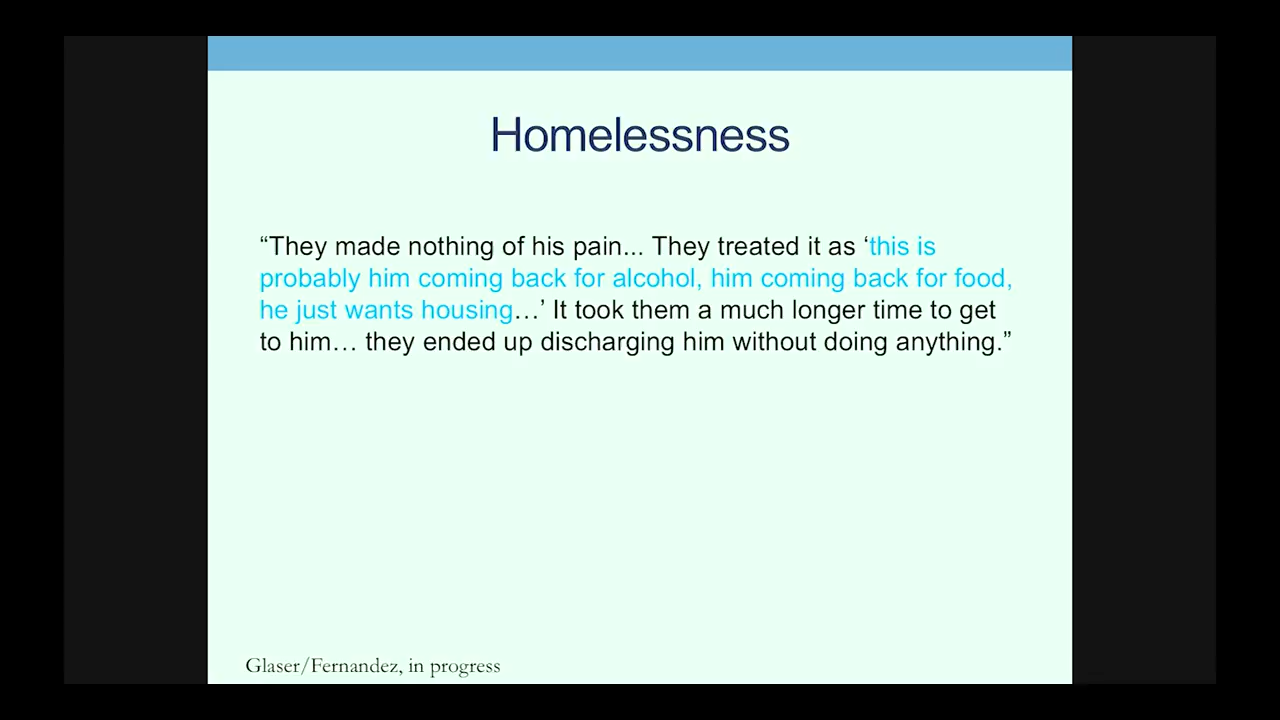 Homelessness
“They made nothing of his pain... They treated it as ‘this is
probably him coming back for alcohol, him coming back for food,
he just wants housing…’ It took them a much longer time to get
to him… they ended up discharging him without doing anything.”
Glaser/Fernandez, in progress